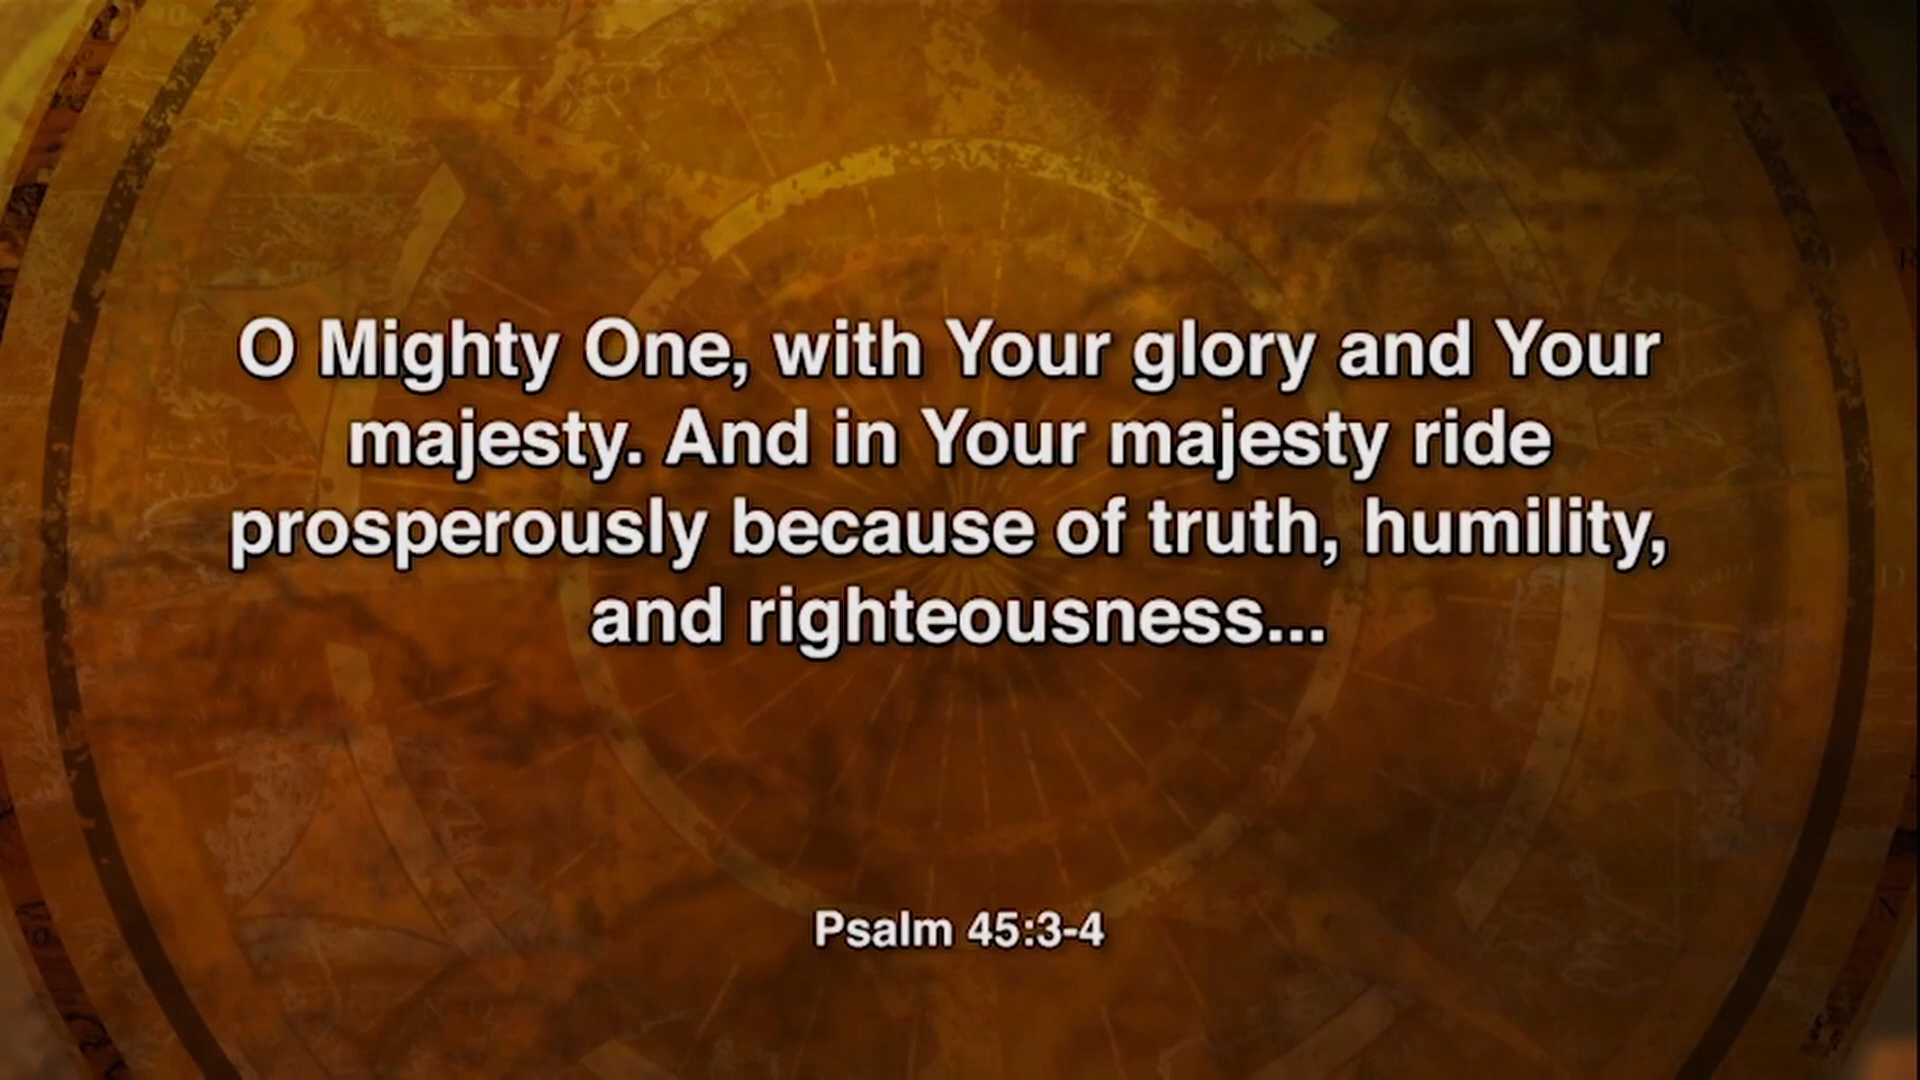 O Mighty One, with Your glory and Your
majesty. And in Your majesty ride
prosperously because of truth, humility,
and righteousness...
Psalm 45:3-4